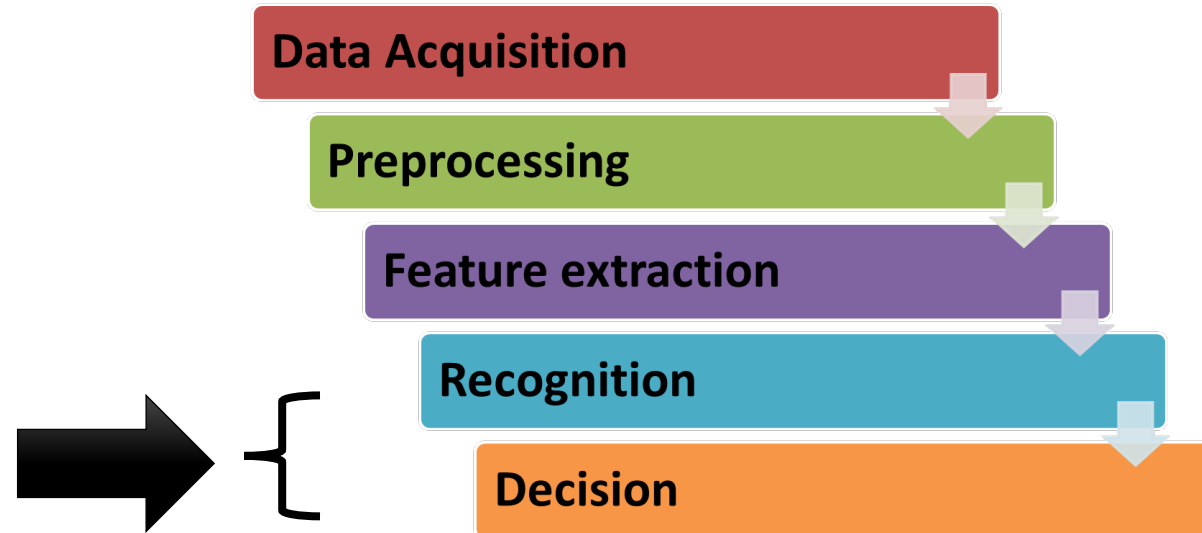 Data Acquisition
Preprocessing
Feature extraction
Recognition
Decision